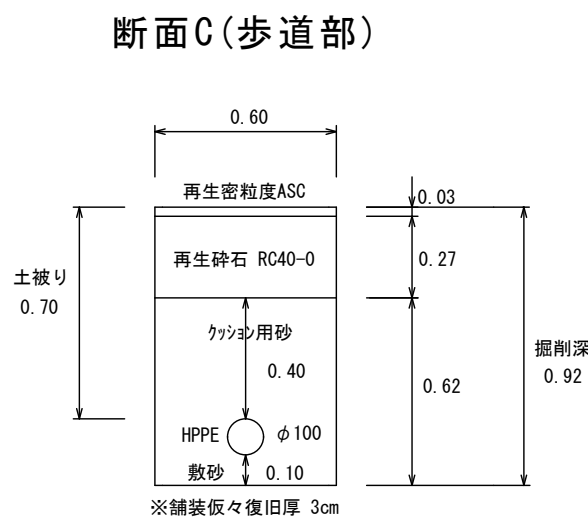 断面C(歩道部)
0.60
再生密粒度ASC
0.03
再生砕石 RC40-0
0.27
土被り
0.70
ｸｯｼｮﾝ用砂
0.40
0.62
掘削深
0.92
HPPE φ100
敷砂 0.10
※舗装仮々復旧厚 3cm